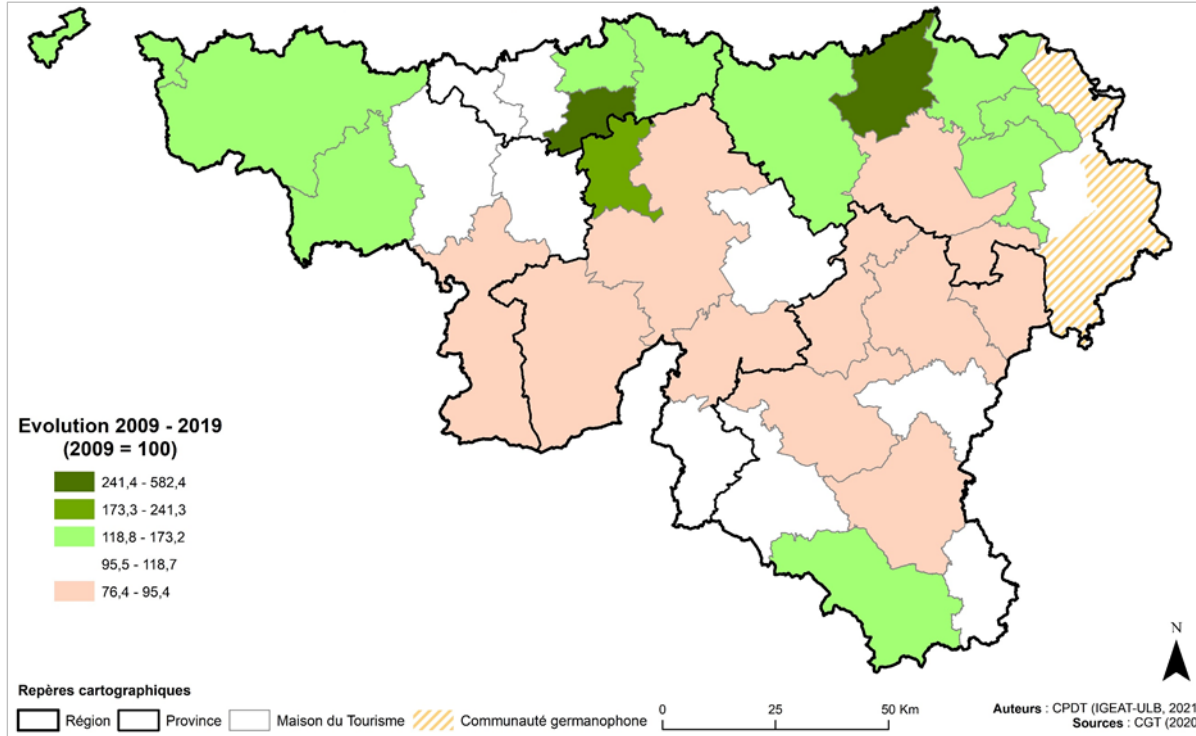 Evolution 2009 - 2019
(2009 = 100)
241,4 - 582,4
173,3 - 241,3
118,8 - 173,2
95,5 - 118,7
76,4 - 95,4
N
Repères cartographiques
Région
Province
Maison du Tourisme
Communauté germanophone
0 25 50 Km
Auteurs : CPDT (IGEAT-ULB, 2021
Sources : CGT (2020